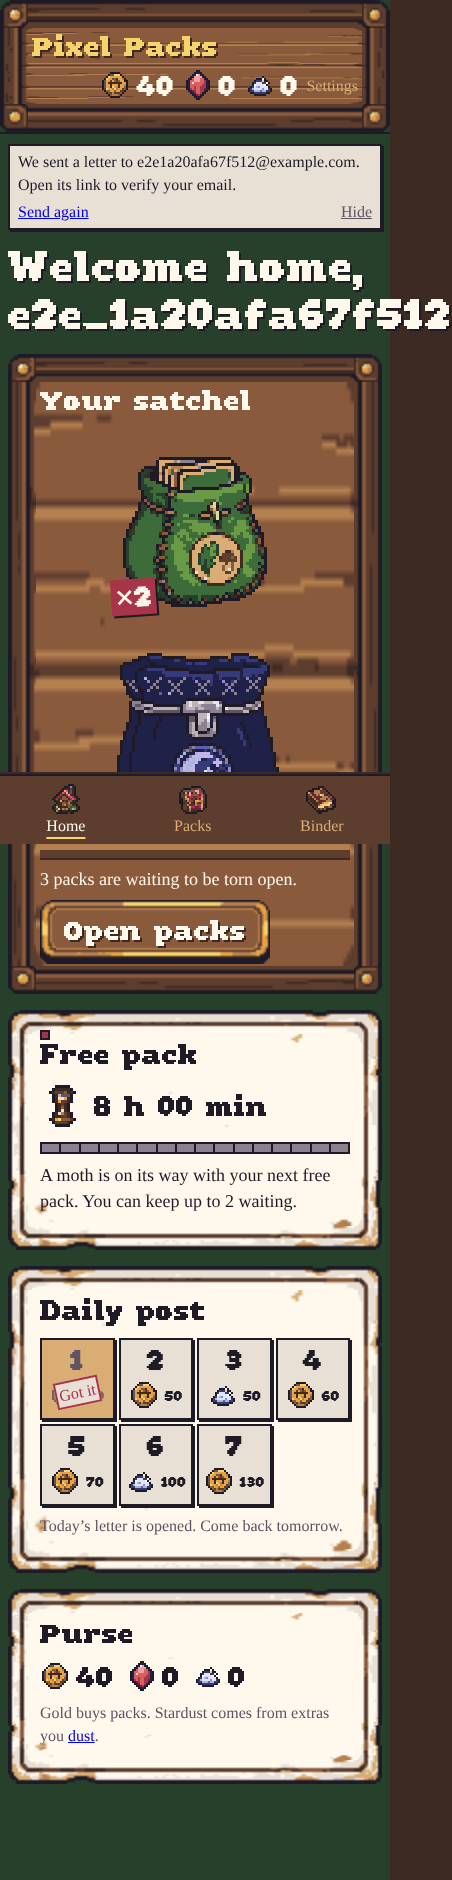 Pixel Packs
40 0 0 Settings
We sent a letter to e2e1a20afa67f512@example.com.
Open its link to verify your email.
Send again Hide
Welcome home,
e2e_1a20afa67f512
Your satchel
×2
Home Packs Binder
3 packs are waiting to be torn open.
Open packs
Free pack
8 h 00 min
A moth is on its way with your next free
pack. You can keep up to 2 waiting.
Daily post
1 2 3 4
Got it 50 50 60
5 6 7
70 100 130
Today's letter is opened. Come back tomorrow.
Purse
40 0 0
Gold buys packs. Stardust comes from extras
you dust.